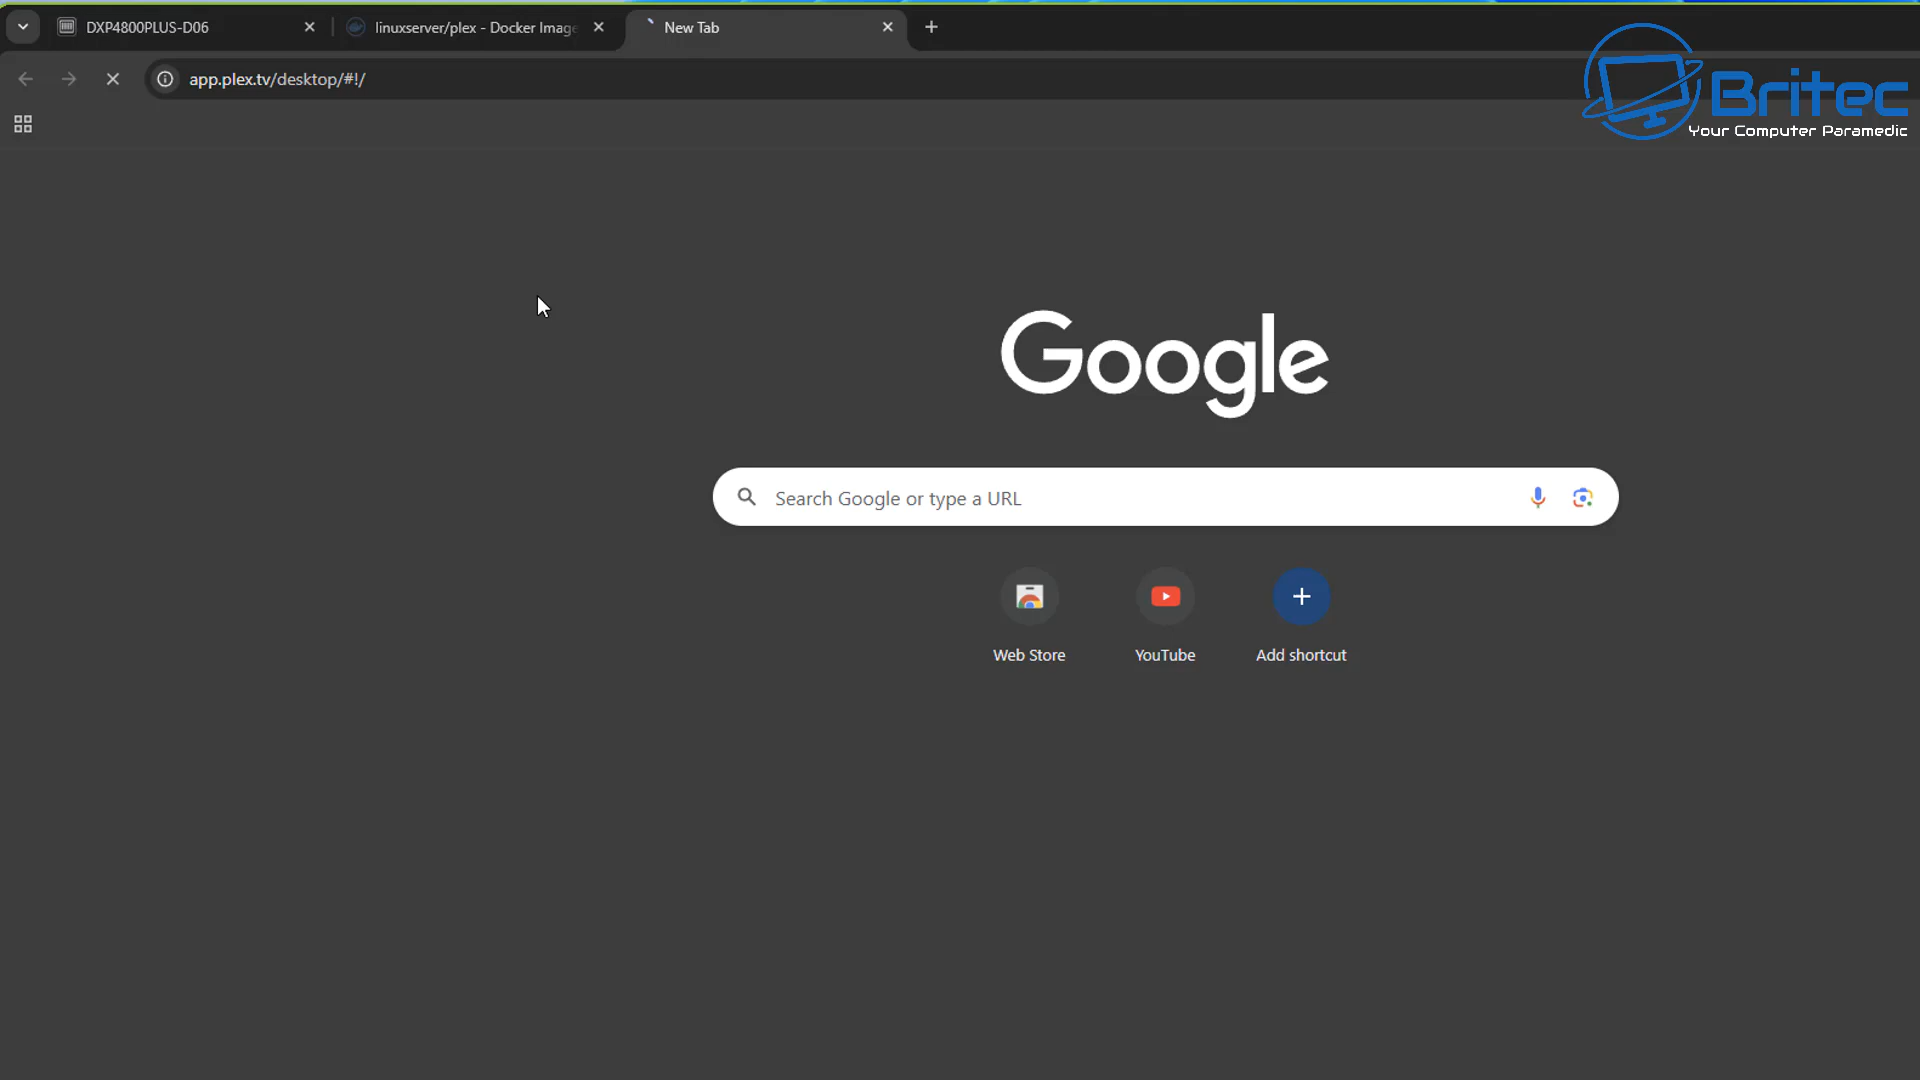 DXP4800PLUS-D06
linuxserver/plex - Docker Image
New Tab
app.plex.tv/desktop/#!/
Britec
Your Computer Paramedic
Google
Search Google or type a URL
Web Store
YouTube
Add shortcut